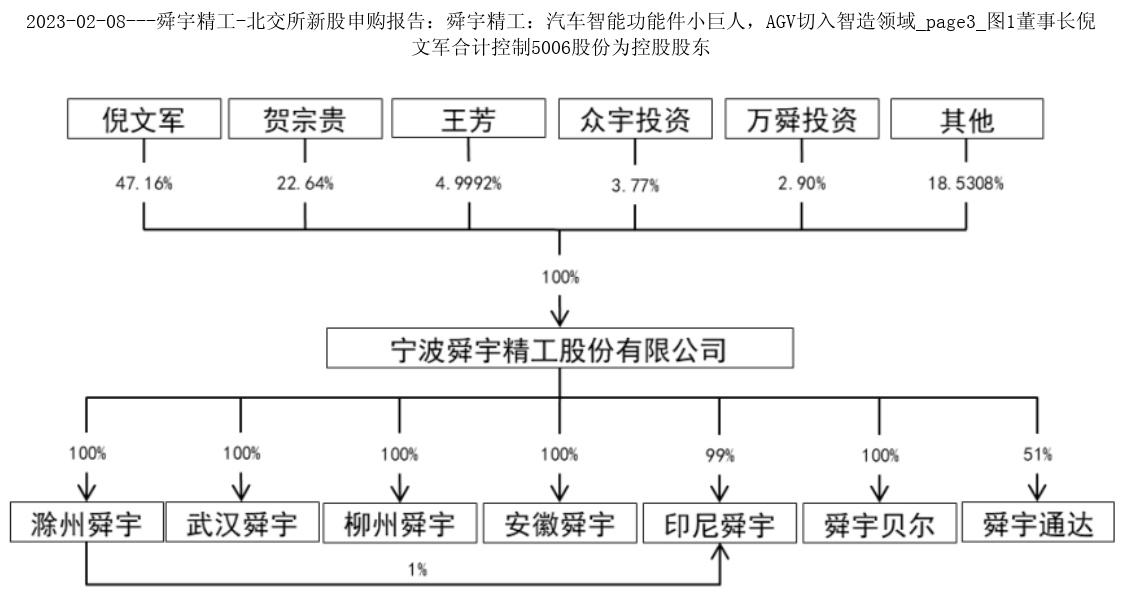 2023-02-08---舜宇精工-北交所新股申购报告：舜宇精工：汽车智能功能件小巨人，AGV切入智造领域_page3_图1董事长倪
文军合计控制5006股份为控股股东
倪文军 贺宗贵 王芳 众宇投资 万舜投资 其他
47.16% 22.64% 4.9992% 3.77% 2.90% 18.5308%
100%
宁波舜宇精工股份有限公司
100% 100% 100% 100% 99% 100% 51%
滁州舜宇 武汉舜宇 柳州舜宇 安徽舜宇 印尼舜宇 舜宇贝尔 舜宇通达
1%